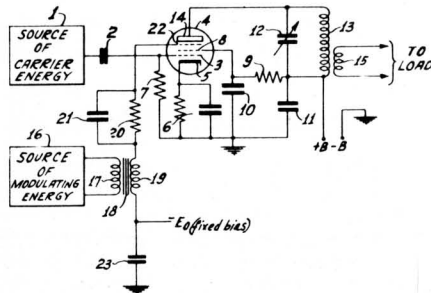 1
SOURCE
OF
CARRIER
ENERGY
2
22
14
4
8
3
5
7
6
12
13
9
10
11
15
TO
LOAD
+B
-B
21
20
16
SOURCE
OF
MODULATING
ENERGY
17
18
19
-E0 (fixed bias)
23